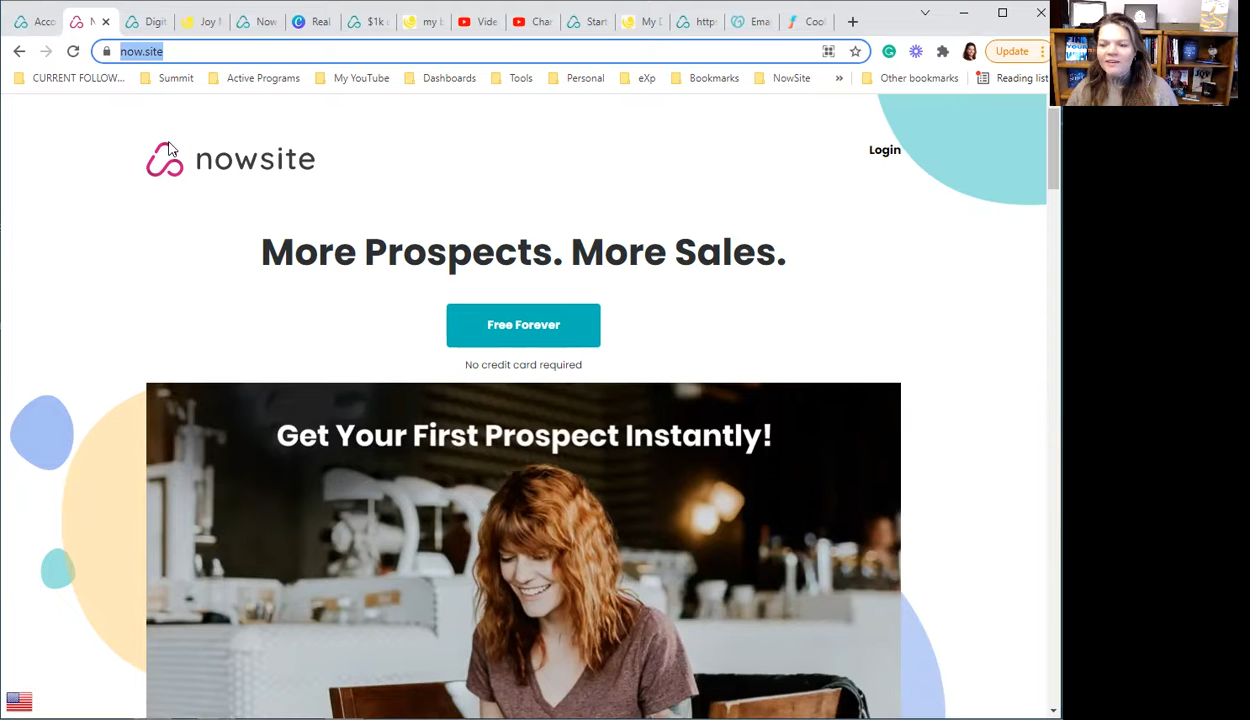 Acco
N
Digit
Joy M
Now
Real
$1k
my b
Vide
Char
Start
My D
http
Ema
Cool
now.site
Update
CURRENT FOLLOW...
Summit
Active Programs
My YouTube
Dashboards
Tools
Personal
eXp
Bookmarks
NowSite
»
Other bookmarks
Reading list
nowsite
Login
More Prospects. More Sales.
Free Forever
No credit card required
Get Your First Prospect Instantly!